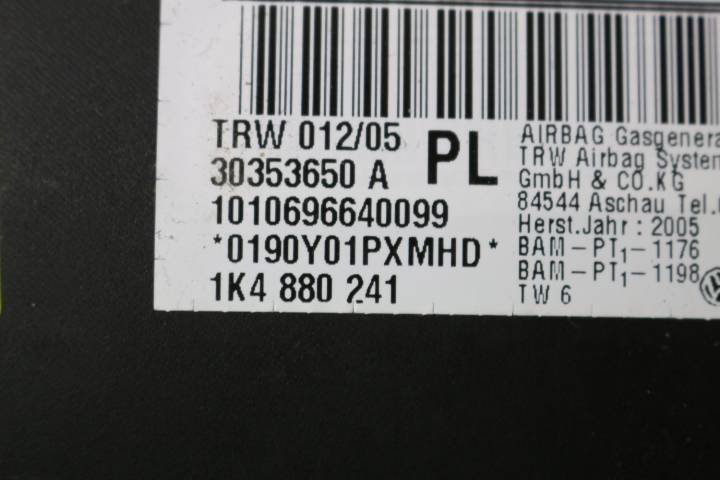 TRW 012/05
PL
30353650 A
1010696640099
*0190Y01PXMHD*
1K4 880 241
AIRBAG Gasgenera
TRW Airbag System
GmbH & CO.KG
84544 Aschau Tel.
Herst.Jahr : 2005
BAM-PT1-1176
BAM-PT1-1198
TW 6